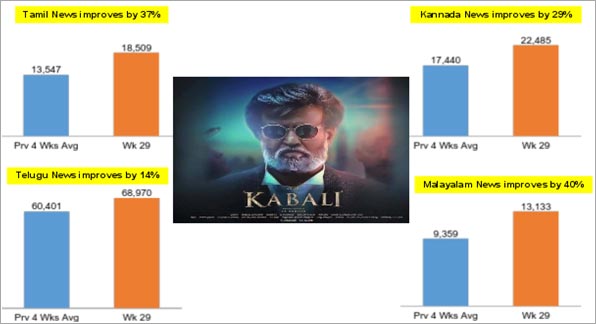 Tamil News improves by 37%
18,509
13,547
Prv 4 Wks Avg
Wk 29
Kannada News improves by 29%
22,485
17,440
Prv 4 Wks Avg
Wk 29
KABALI
Telugu News improves by 14%
68,970
60,401
Prv 4 Wks Avg
Wk 29
Malayalam News improves by 40%
13,133
9,359
Prv 4 Wks Avg
Wk 29